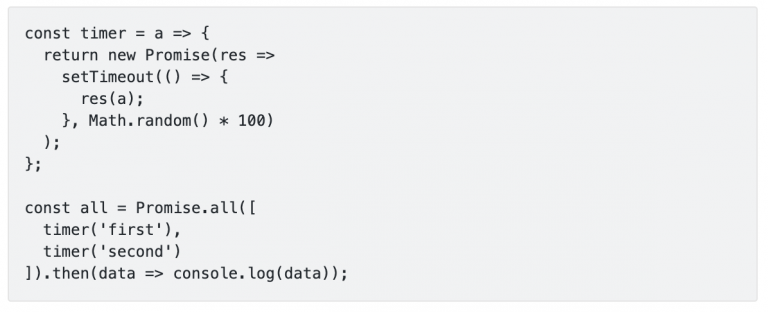 const timer = a => {
  return new Promise(res =>
    setTimeout(() => {
      res(a);
    }, Math.random() * 100)
  );
};

const all = Promise.all([
  timer('first'),
  timer('second')
]).then(data => console.log(data));